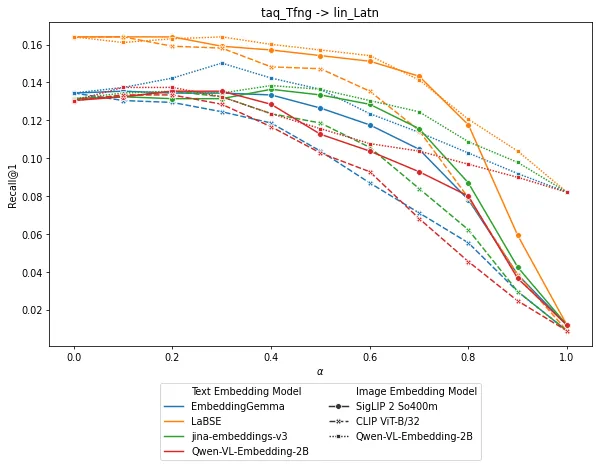 taq_Tfng -> lin_Latn
Recall@1
0.16
0.14
0.12
0.10
0.08
0.06
0.04
0.02
0.0 0.2 0.4 0.6 0.8 1.0
α
Text Embedding Model
EmbeddingGemma
LaBSE
jina-embeddings-v3
Qwen-VL-Embedding-2B
Image Embedding Model
SigLIP 2 So400m
CLIP ViT-B/32
Qwen-VL-Embedding-2B